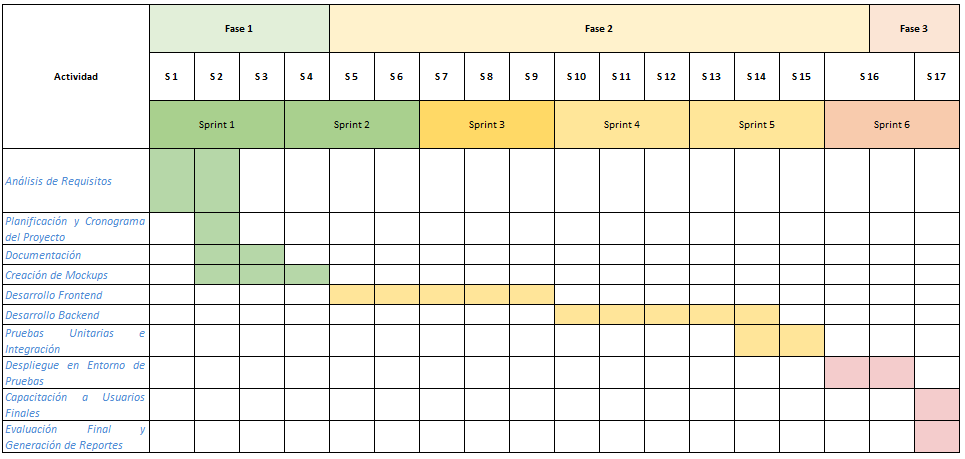 Fase 1 Fase 2 Fase 3
Actividad
S 1 S 2 S 3 S 4 S 5 S 6 S 7 S 8 S 9 S 10 S 11 S 12 S 13 S 14 S 15 S 16 S 17
Sprint 1 Sprint 2 Sprint 3 Sprint 4 Sprint 5 Sprint 6
Análisis de Requisitos
Planificación y Cronograma
del Proyecto
Documentación
Creación de Mockups
Desarrollo Frontend
Desarrollo Backend
Pruebas Unitarias e
Integración
Despliegue en Entorno de
Pruebas
Capacitación a Usuarios
Finales
Evaluación Final y
Generación de Reportes